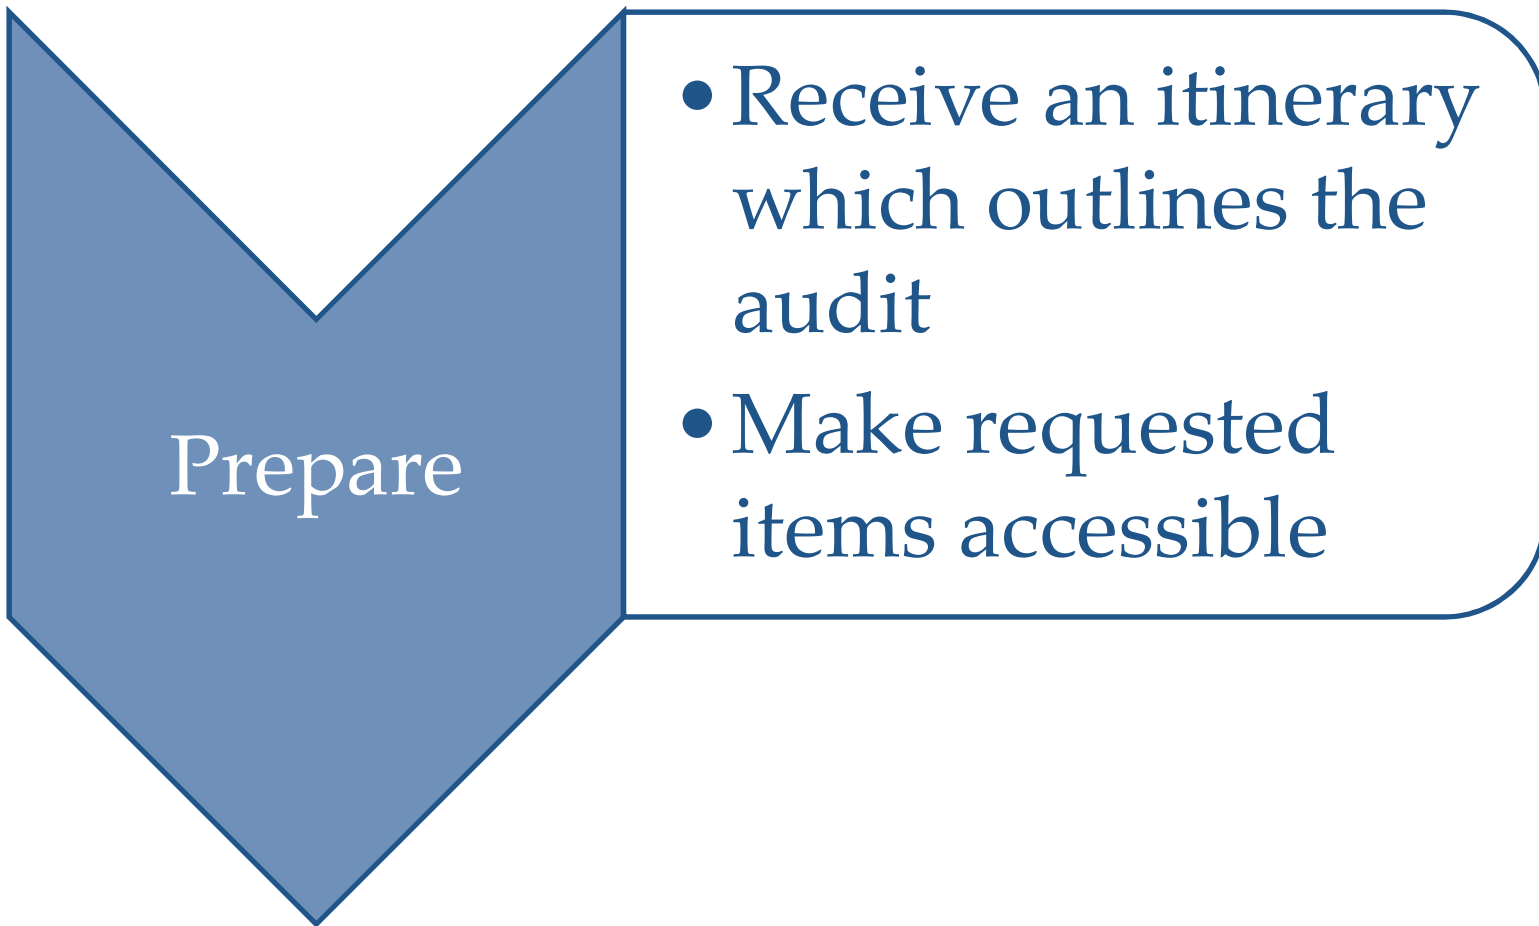 Prepare
• Receive an itinerary
which outlines the
audit
• Make requested
items accessible